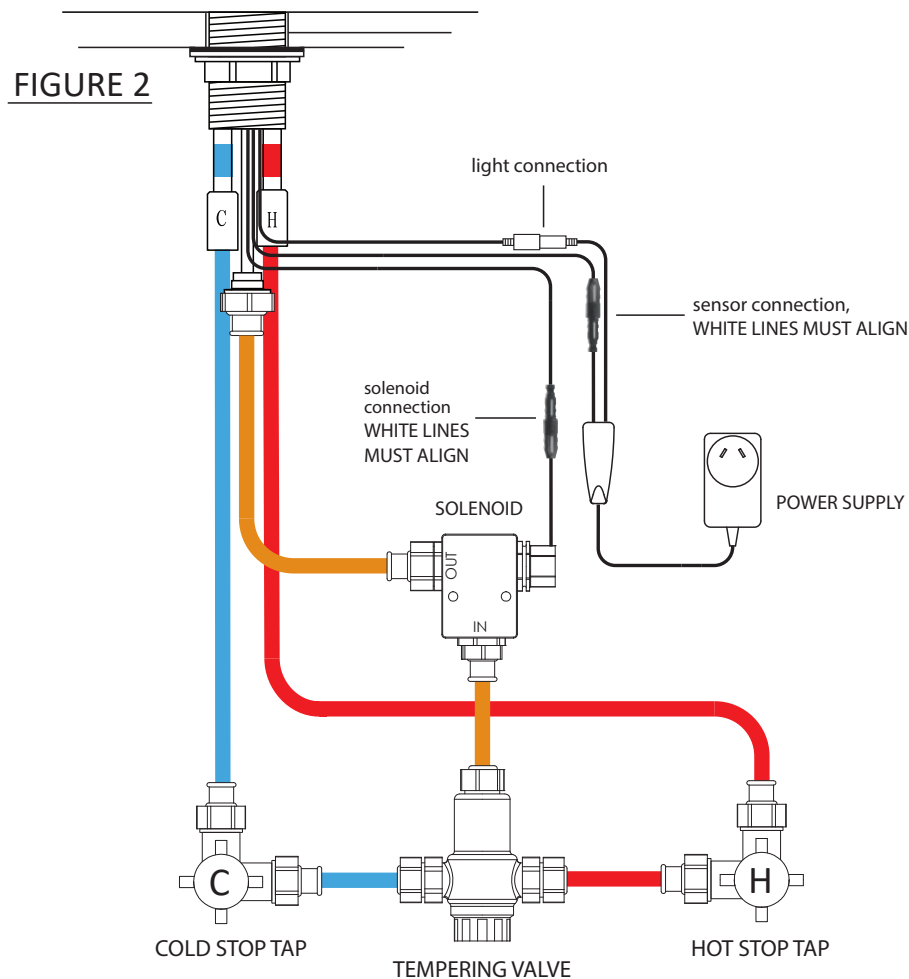 FIGURE 2
C
H
light connection
sensor connection,
WHITE LINES MUST ALIGN
solenoid
connection
WHITE LINES
MUST ALIGN
POWER SUPPLY
SOLENOID
OUT
IN
C
H
COLD STOP TAP
TEMPERING VALVE
HOT STOP TAP